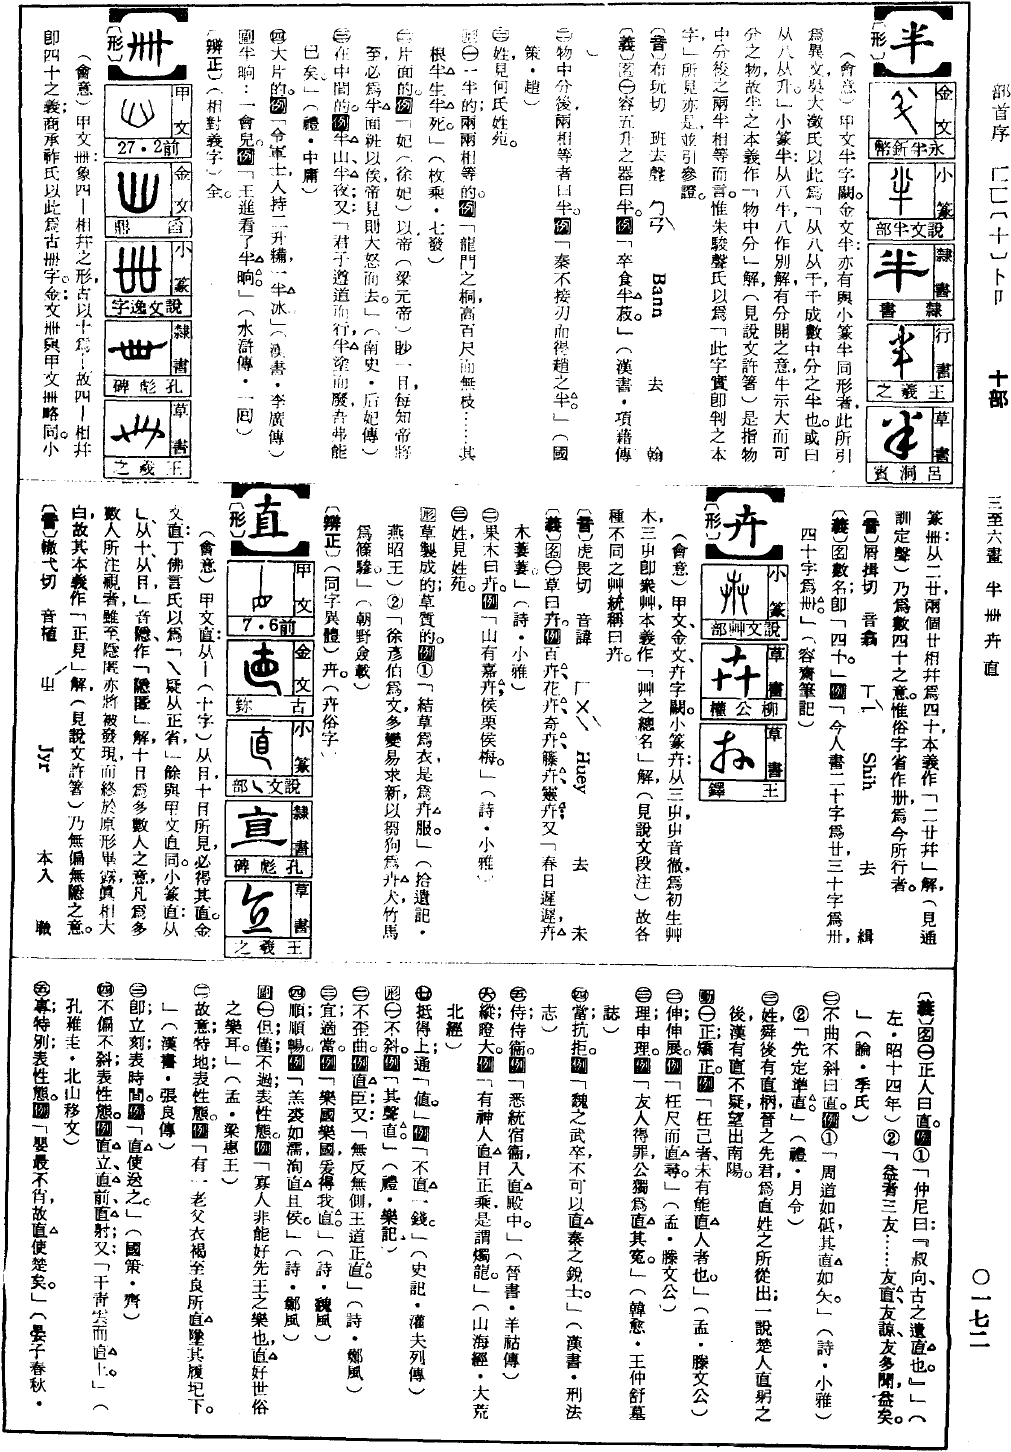 部首序 十部 三至六畫 半卌卉直 〇一七二
半
〔形〕
金文 永半釿幣
小篆 說文半部
隸書 隸書
行書 王羲之
草書 呂洞賓
（會意）甲文半字闕。金文半亦有與小篆半同形者，此所引
爲異文，吳大澂氏以此爲「从八从干，干成數中分之半也。或曰
从八从升」小篆半：从八牛，八作別解，有分開之意，牛示大而可
分之物，故半之本義作「物中分」解（見說文許箸）是指物
中分後之兩半相等而言。惟朱駿聲氏以爲「此字實即判之本
字」所見亦是，並引參證。
〔音〕布玩切 班去聲 ㄅㄢˋ Bann 去 翰
〔義〕名㊀容五升之器曰半。例「卒食半菽。」（漢書・項藉傳
）
㊁物中分後，兩相等者曰半。例「秦不接刃而得趙之半。」（國
策・趙）
㊂姓，見何氏姓苑。
形㊀一半的，兩兩相等的。例「龍門之桐高百尺而無枝……其
根半生半死。」（枚乘・七發）
㊁片面的。例「妃（徐妃）以帝（梁元帝）眇一目，每知帝將
至，必爲半面粧以俟，帝見則大怒而去。」（南史・后妃傳）
㊂在中間的。例半山、半夜；又「君子遵道而行，半塗而廢，吾弗能
已矣。」（禮・中庸）
㊃大片的。例「令軍士人持二升糒，一半冰。」（漢書・李廣傳）
副半晌：一會兒。例「王進看了半晌。」（水滸傳・一回）
〔辨正〕（相對義字）全。
卌
〔形〕
甲文 前2・27
金文 舀鼎
小篆 說文逸字
隸書 孔彪碑
草書 王羲之
（會意）甲文卌：象四｜相幷之形，古以十爲｜，故四｜相幷
卽四十之義；商承祚氏以此爲古卌字。金文卌與甲文卌略同。小
篆卌：从二廿，兩個廿相幷爲四十，本義作「二廿幷」解，（見通
訓定聲）乃爲數四十之意。惟俗字省作卌，爲今所行者。
〔音〕屑揖切 音翕 ㄒㄧˋ Shih 去 緝
〔義〕名數名，即「四十」。例「今人書二十字爲廿，三十字爲卅，
四十字爲卌。」（容齋筆記）
卉
〔形〕
小篆 說文艸部
草書 柳公權
草書 王鐸
（會意）甲文、金文卉字闕。小篆卉：从三屮，屮音徹，爲初生艸
木，三屮卽衆艸，本義作「艸之總名」解（見說文段注）故各
種不同之艸統稱曰卉。
〔音〕虎畏切 音諱 ㄏㄨㄟˋ Huey 去 未
〔義〕名㊀草曰卉。例百卉、花卉、奇卉、藤卉、憲卉；又「春日遲遲，卉
木萋萋。」（詩・小雅）
㊁果木曰卉。例「山有嘉卉，侯栗侯梅。」（詩・小雅）
㊂姓，見姓苑。
形草製成的，草質的。例①「結草爲衣，是爲卉服。」（拾遺記・
燕昭王）②「徐彥伯爲文多變易求新，以芻狗爲卉犬，竹馬
爲篠驂。」（朝野僉載）
〔辨正〕（同字異體）卉。（卉俗字）
直
〔形〕
甲文 前6・7
金文 古鉥
小篆 說文乚部
隸書 孔彪碑
草書 王羲之
（會意）甲文直：从｜（十字）从目，十目所見，必得其直。金
文直：丁佛言氏以爲「乀疑从正省」餘與甲文直同。小篆直：从
乚、从十、从目。」音隱，作「隱匿」解；十目爲多數人之意，凡爲多
數人所注視者，雖至隱匿亦將被發現，而終於原形畢露，眞相大
白，故其本義作「正見」解，（見說文許箸）乃無偏無隱之意。
〔音〕徹弋切 音植 ㄓˊ Jyr 本入 職
〔義〕名㊀正人曰直。例①「仲尼曰：『叔向，古之遺直也。』」（
左・昭十四年）②「益者三友……友直、友諒、友多聞，益矣。
」（論・季氏）
㊁不曲不斜曰直。例①「周道如砥，其直如矢。」（詩・小雅）
②「先定準直。」（禮・月令）
㊂姓，舜後有直柄，晉之先君，爲直姓之所從出；一說楚人直躬之
後，漢有直不疑，望出南陽。
動㊀正，矯正。例「枉己者，未有能直人者也。」（孟・滕文公）
㊁伸，伸展。例「枉尺而直尋。」（孟・滕文公）
㊂理，申理。例「友人得罪，公獨爲直其冤。」（韓愈・王仲舒墓
誌）
㊃當，抗拒。例「魏之武卒，不可以直秦之銳士。」（漢書・刑法
志）
㊄侍，侍衞。例「悉統宿衞，入直殿中。」（晉書・羊祜傳）
㊅縱，瞪大。例「有神人，直目正乘，是謂燭龍。」（山海經・大荒
北經）
㊆抵得上，通「値。」例「不直一錢。」（史記・灌夫列傳）
形㊀不斜。例「其聲直。」（禮・樂記）
㊁不歪曲。例直臣；又「無反無側，王道正直。」（詩・鄭風）
㊂宜，適當。例「樂國樂國，爰得我直。」（詩・魏風）
㊃順，順暢。例「羔裘如濡，洵直且侯。」（詩・鄭風）
副㊀但，僅，不過，表性態。例「寡人非能好先王之樂也，直好世俗
之樂耳。」（孟・梁惠王）
㊁故意，特地，表性態。例「有一老父，衣褐，至良所，直墮其履圯下。
」（漢書・張良傳）
㊂卽，立刻，表時間。例「直使送之。」（國策・齊）
㊃不偏不斜，表性態。例直立、直前、直射；又「干青雲而直上。」（
孔稚圭・北山移文）
㊄專，特別，表性態。例「嬰最不肖，故直使楚矣。」（晏子春秋・